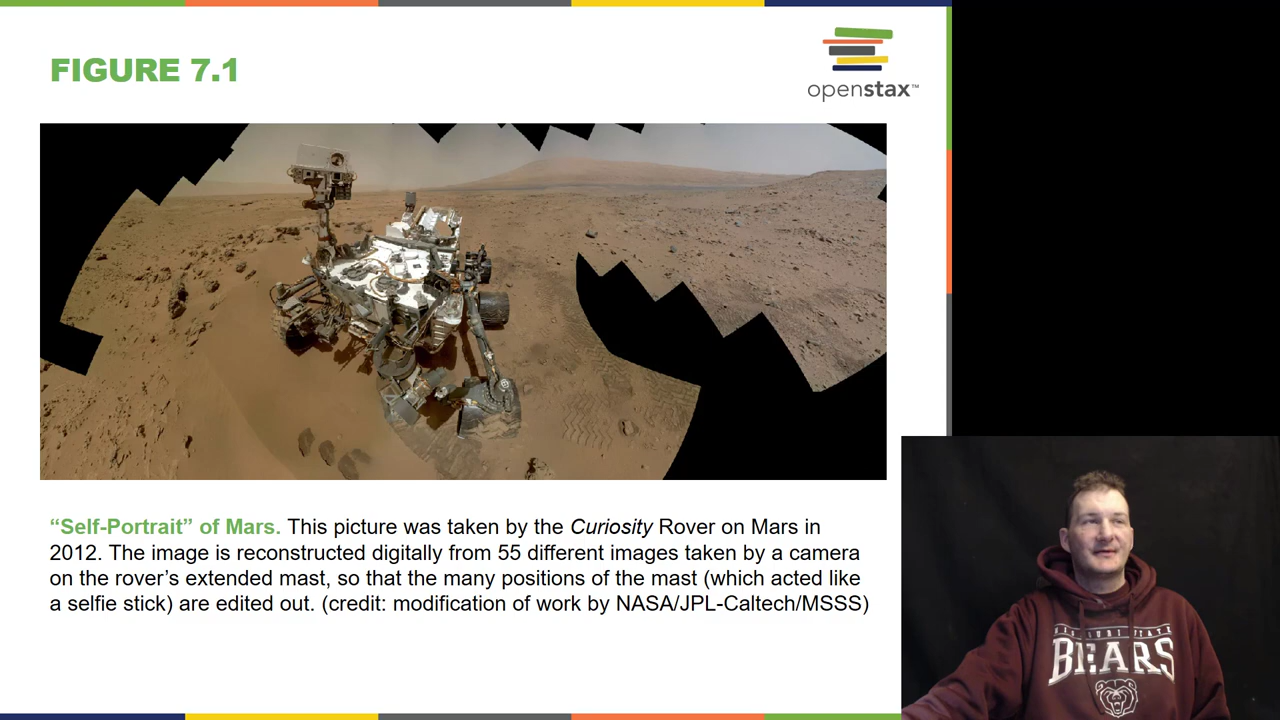 FIGURE 7.1
openstax™
“Self-Portrait” of Mars. This picture was taken by the Curiosity Rover on Mars in
2012. The image is reconstructed digitally from 55 different images taken by a camera
on the rover’s extended mast, so that the many positions of the mast (which acted like
a selfie stick) are edited out. (credit: modification of work by NASA/JPL-Caltech/MSSS)
STATE
BEARS